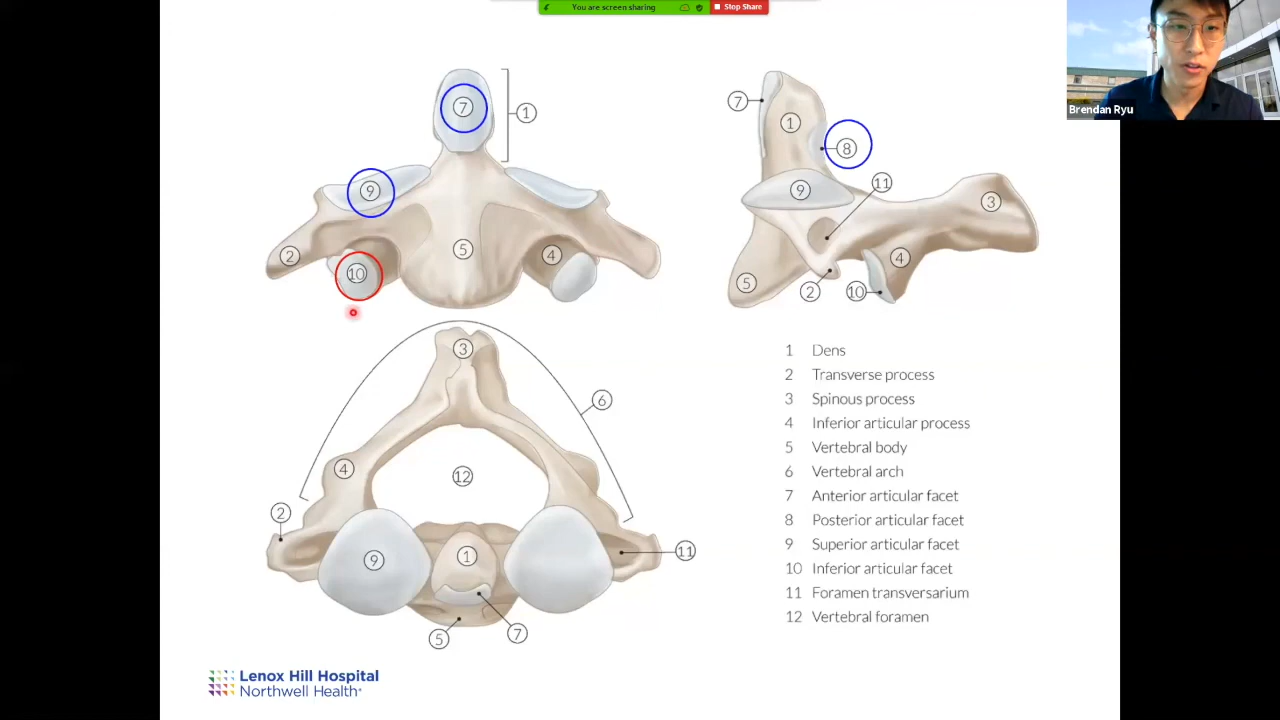 You are screen sharing
Stop Share
Brendan Ryu
7
1
9
5
2
4
10
7
1
8
11
9
3
4
5
2
10
3
6
4
12
2
9
1
11
5
7
1 Dens
2 Transverse process
3 Spinous process
4 Inferior articular process
5 Vertebral body
6 Vertebral arch
7 Anterior articular facet
8 Posterior articular facet
9 Superior articular facet
10 Inferior articular facet
11 Foramen transversarium
12 Vertebral foramen
Lenox Hill Hospital
Northwell Health